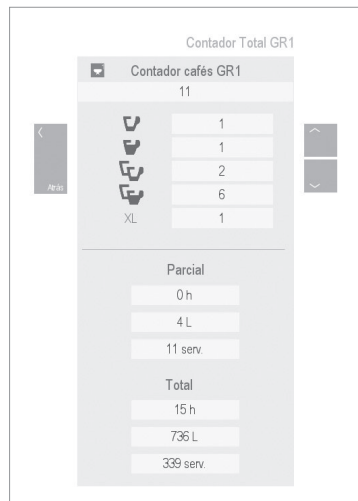 Contador Total GR1
Contador cafés GR1
11
1
1
2
6
XL 1
Atrás
Parcial
0 h
4 L
11 serv.
Total
15 h
736 L
339 serv.